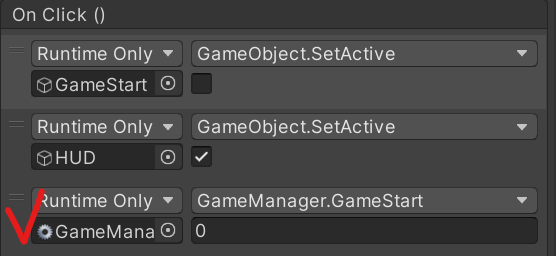 On Click ()
Runtime Only GameObject.SetActive
GameStart
Runtime Only GameObject.SetActive
HUD
Runtime Only GameManager.GameStart
GameMana 0